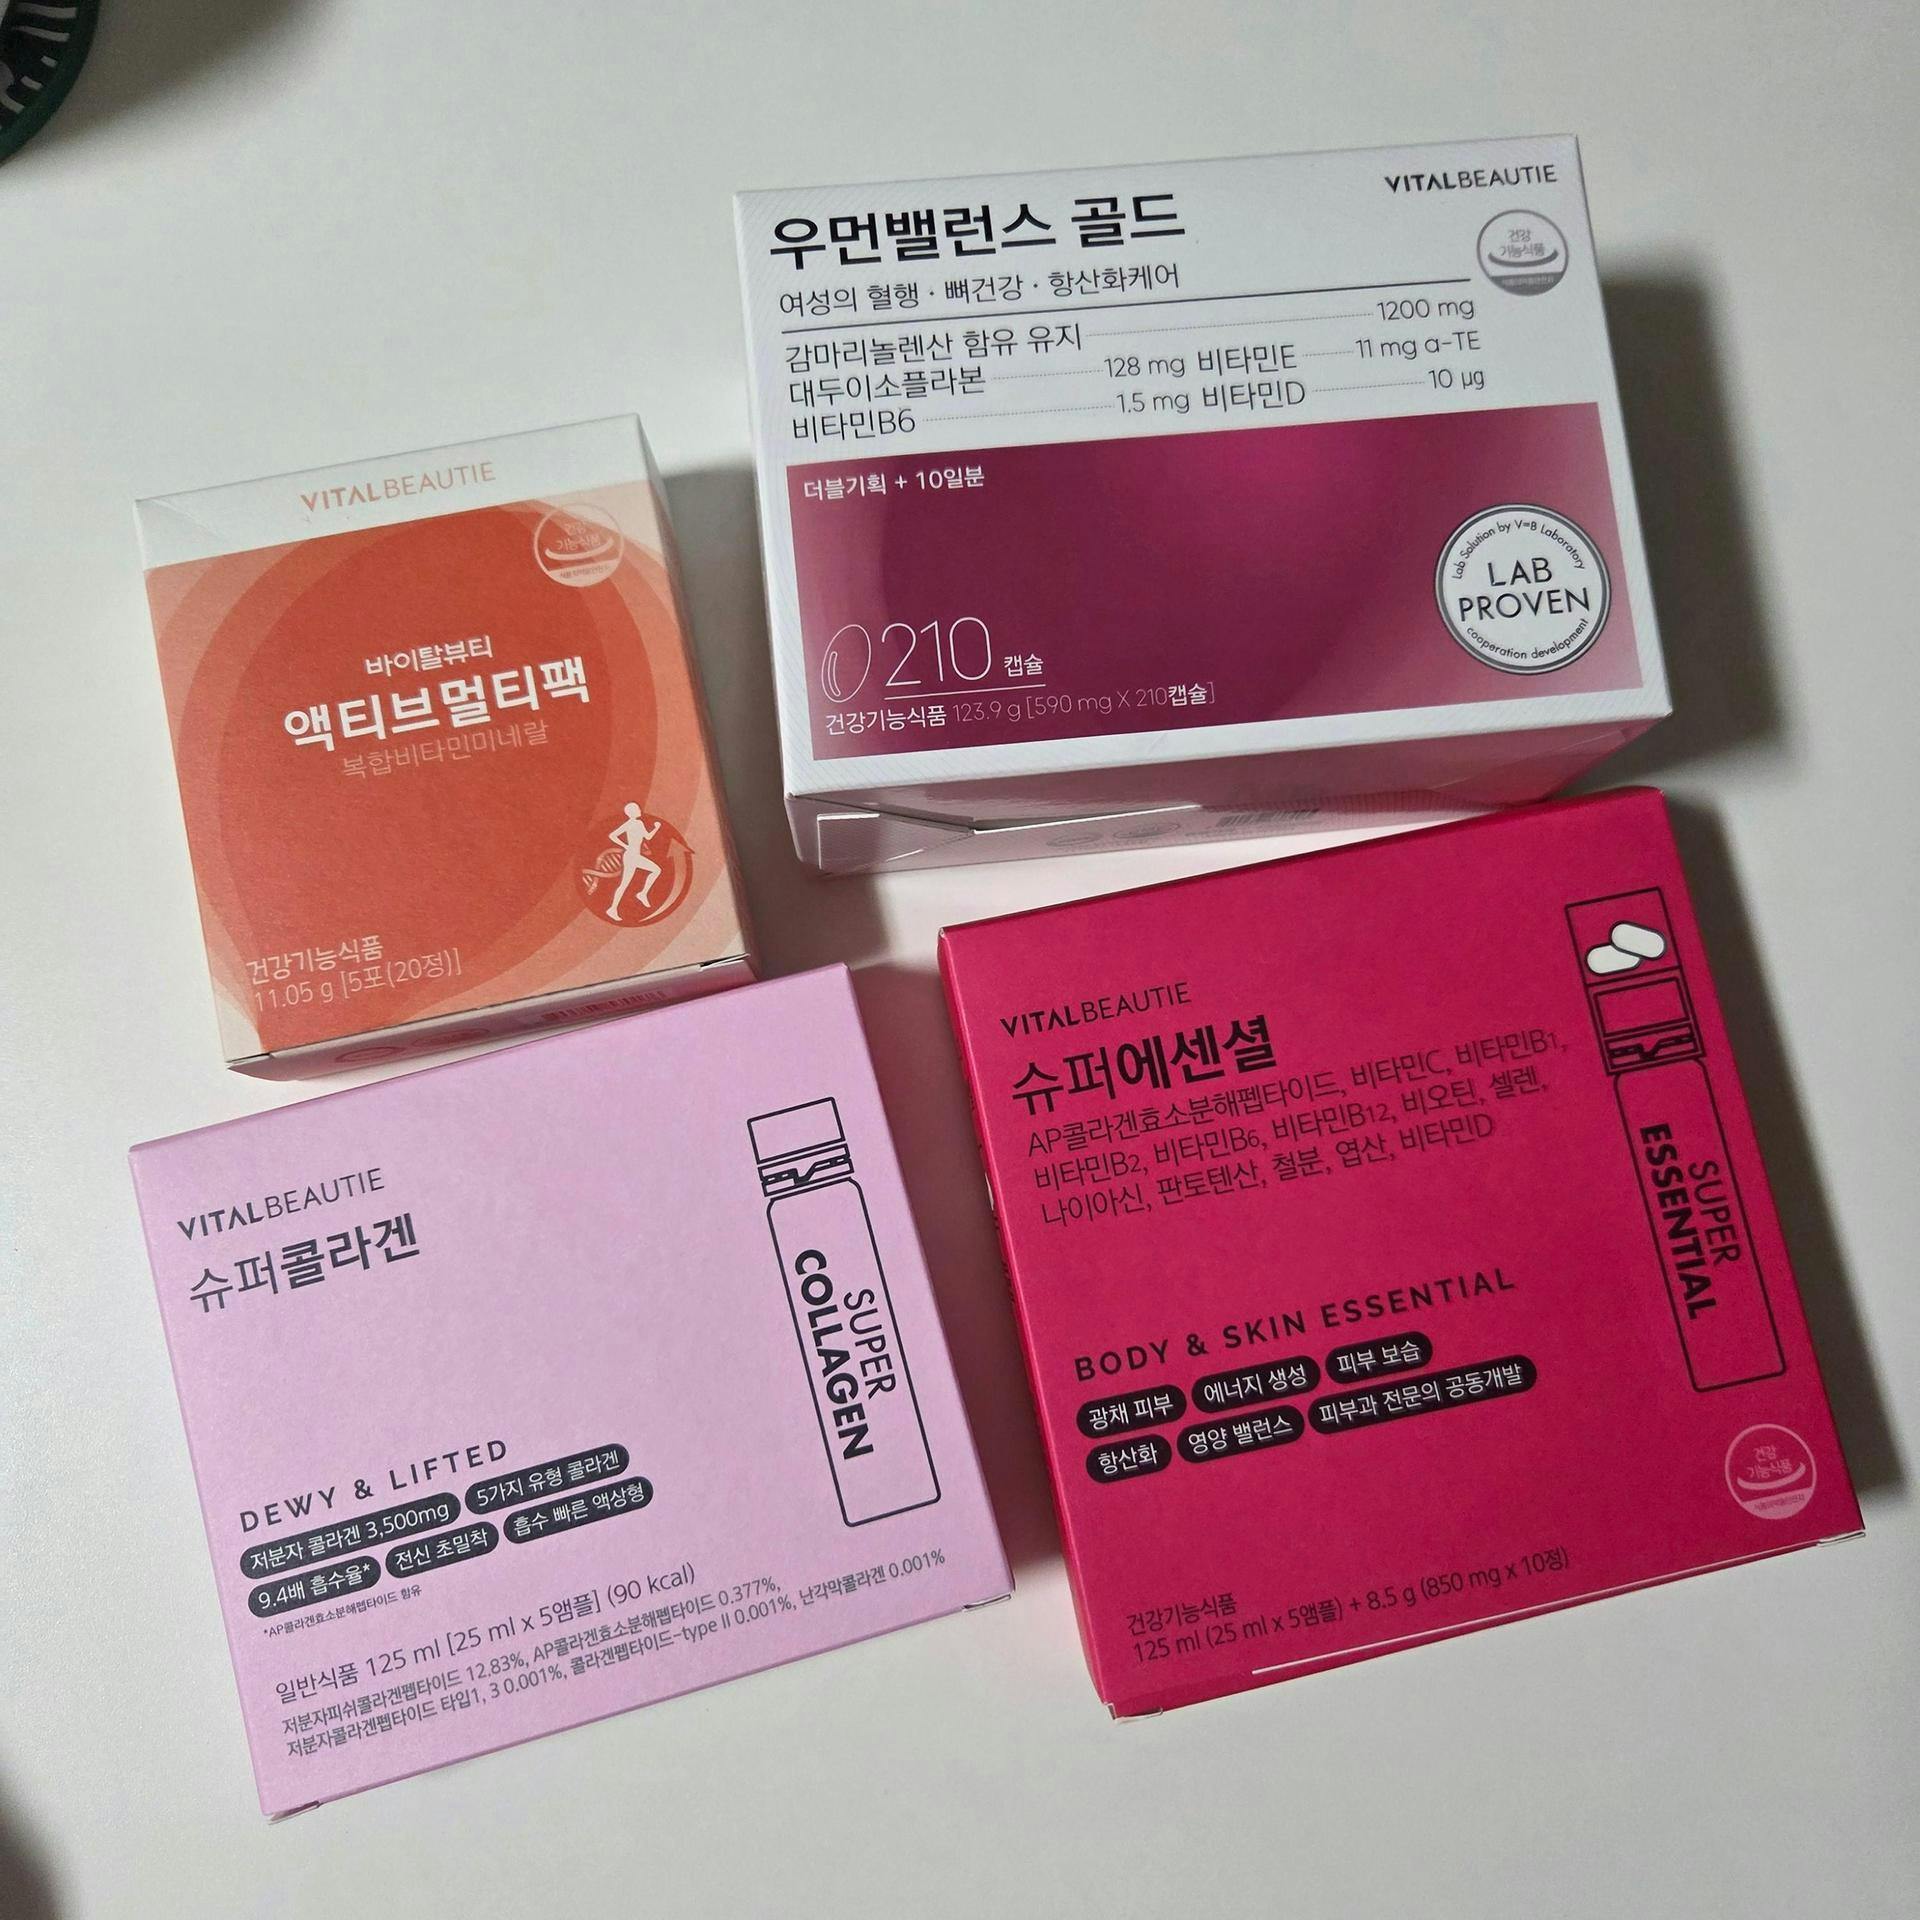 VITALBEAUTIE
우먼밸런스 골드
여성의 혈행 · 뼈건강 · 항산화케어
건강
기능식품
감마리놀렌산 함유 유지 1200 mg
대두이소플라본 128 mg 비타민E 11 mg α-TE
비타민B6 1.5 mg 비타민D 10 μg
더블기획 + 10일분
Lab Solution by V=B Laboratory
LAB
PROVEN
cooperation development
210 캡슐
건강기능식품 123.9 g [590 mg X 210캡슐]
VITALBEAUTIE
건강
기능식품
바이탈뷰티
액티브멀티팩
복합비타민미네랄
건강기능식품
11.05 g [5포(20정)]
VITALBEAUTIE
슈퍼콜라겐
SUPER
COLLAGEN
DEWY & LIFTED
저분자 콜라겐 3,500mg 5가지 유형 콜라겐
9.4배 흡수율* 전신 초밀착 흡수 빠른 액상형
*AP콜라겐효소분해펩타이드 함유
일반식품 125 ml [25 ml x 5앰플] (90 kcal)
저분자피쉬콜라겐펩타이드 12.83%, AP콜라겐효소분해펩타이드 0.377%,
저분자콜라겐펩타이드 타입1, 3 0.001%, 콜라겐펩타이드-type II 0.001%, 난각막콜라겐 0.001%
VITALBEAUTIE
슈퍼에센셜
AP콜라겐효소분해펩타이드, 비타민C, 비타민B1,
비타민B2, 비타민B6, 비타민B12, 비오틴, 셀렌,
나이아신, 판토텐산, 철분, 엽산, 비타민D
SUPER
ESSENTIAL
BODY & SKIN ESSENTIAL
광채 피부 에너지 생성 피부 보습
항산화 영양 밸런스 피부과 전문의 공동개발
건강
기능식품
건강기능식품
125 ml (25 ml x 5앰플) + 8.5 g (850 mg x 10정)